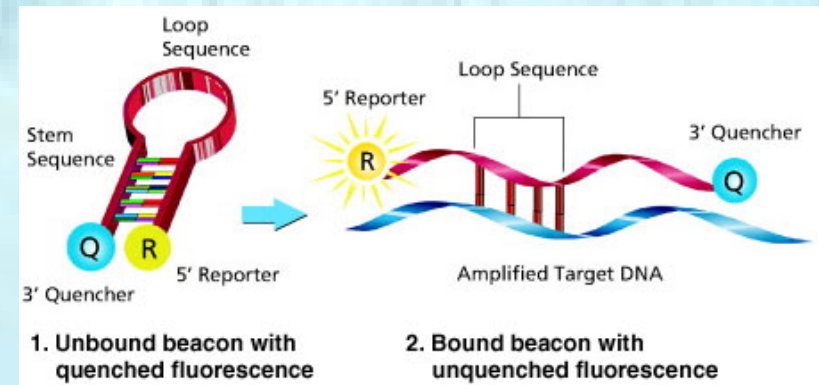 Loop
Sequence
Stem
Sequence
Q
R
3' Quencher
5' Reporter
Loop Sequence
5' Reporter
R
3' Quencher
Q
Amplified Target DNA
1. Unbound beacon with
quenched fluorescence
2. Bound beacon with
unquenched fluorescence